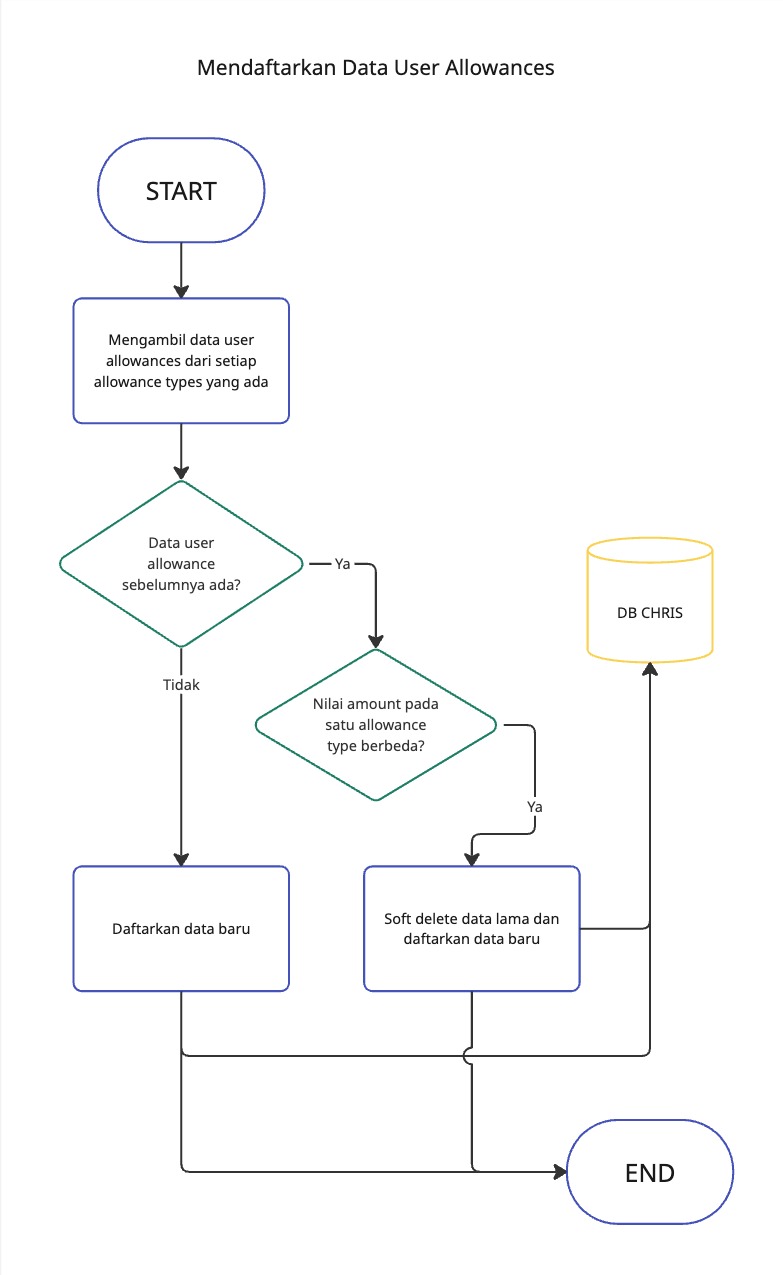 Mendaftarkan Data User Allowances
START
Mengambil data user
allowances dari setiap
allowance types yang ada
Data user
allowance
sebelumnya ada?
Ya
Tidak
Nilai amount pada
satu allowance
type berbeda?
Ya
DB CHRIS
Daftarkan data baru
Soft delete data lama dan
daftarkan data baru
END